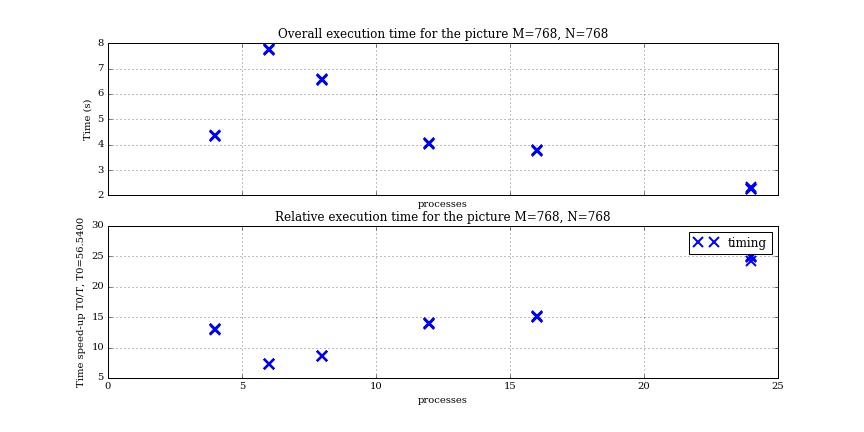 Overall execution time for the picture M=768, N=768
8
7
6
5
4
3
2
Time (s)
processes
Relative execution time for the picture M=768, N=768
30
25
20
15
10
5
Time speed-up T0/T, T0=56.5400
timing
0 5 10 15 20 25
processes